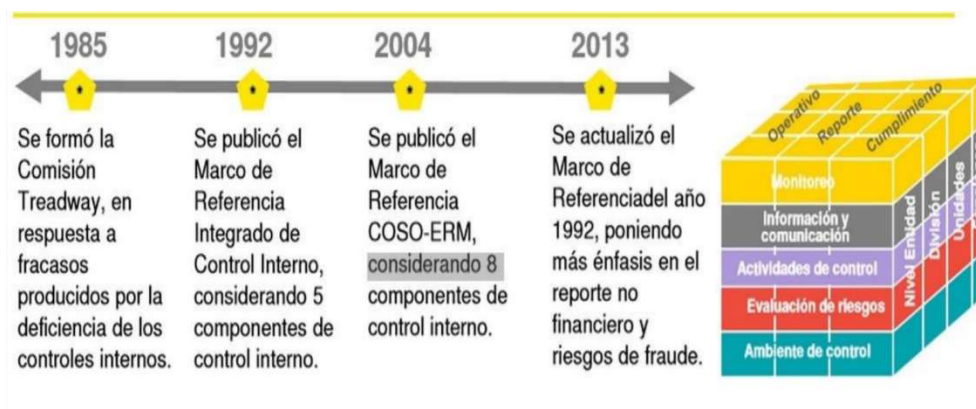 1985
Se formó la
Comisión
Treadway, en
respuesta a
fracasos
producidos por la
deficiencia de los
controles internos.
1992
Se publicó el
Marco de
Referencia
Integrado de
Control Interno,
considerando 5
componentes de
control interno.
2004
Se publicó el
Marco de
Referencia
COSO-ERM,
considerando 8
componentes de
control interno.
2013
Se actualizó el
Marco de
Referenciadel año
1992, poniendo
más énfasis en el
reporte no
financiero y
riesgos de fraude.
Operativo
Reporte
Cumplimiento
Monitoreo
Información y
comunicación
Actividades de control
Evaluación de riesgos
Ambiente de control
Nivel Entidad
División
Unidades